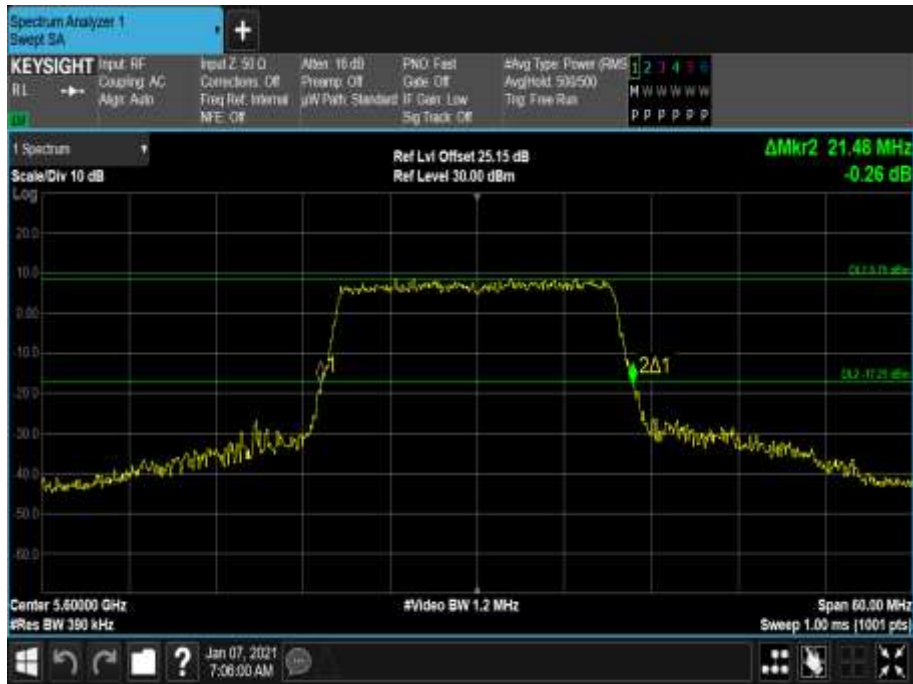 Spectrum Analyzer 1
Swept SA
+
KEYSIGHT
RL
Input: RF
Coupling: AC
Align: Auto
Input Z: 50 Ω
Corrections: Off
Freq Ref: Internal
NFE: Off
Atten: 16 dB
Preamp: Off
µW Path: Standard
PNO: Fast
Gate: Off
IF Gain: Low
Sig Track: Off
#Avg Type: Power (RMS
Avg|Hold: 500/500
Trig: Free Run
1 2 3 4 5 6
M W W W W W
P P P P P P
1 Spectrum
Scale/Div 10 dB
Log
Ref Lvl Offset 25.15 dB
Ref Level 30.00 dBm
ΔMkr2 21.48 MHz
-0.26 dB
20.0
10.0
0.00
-10.0
-20.0
-30.0
-40.0
-50.0
-60.0
1
2Δ1
DL2 -17.25 dBm
Center 5.60000 GHz
#Res BW 390 kHz
#Video BW 1.2 MHz
Span 60.00 MHz
Sweep 1.00 ms (1001 pts)
?
Jan 07, 2021
7:06:00 AM